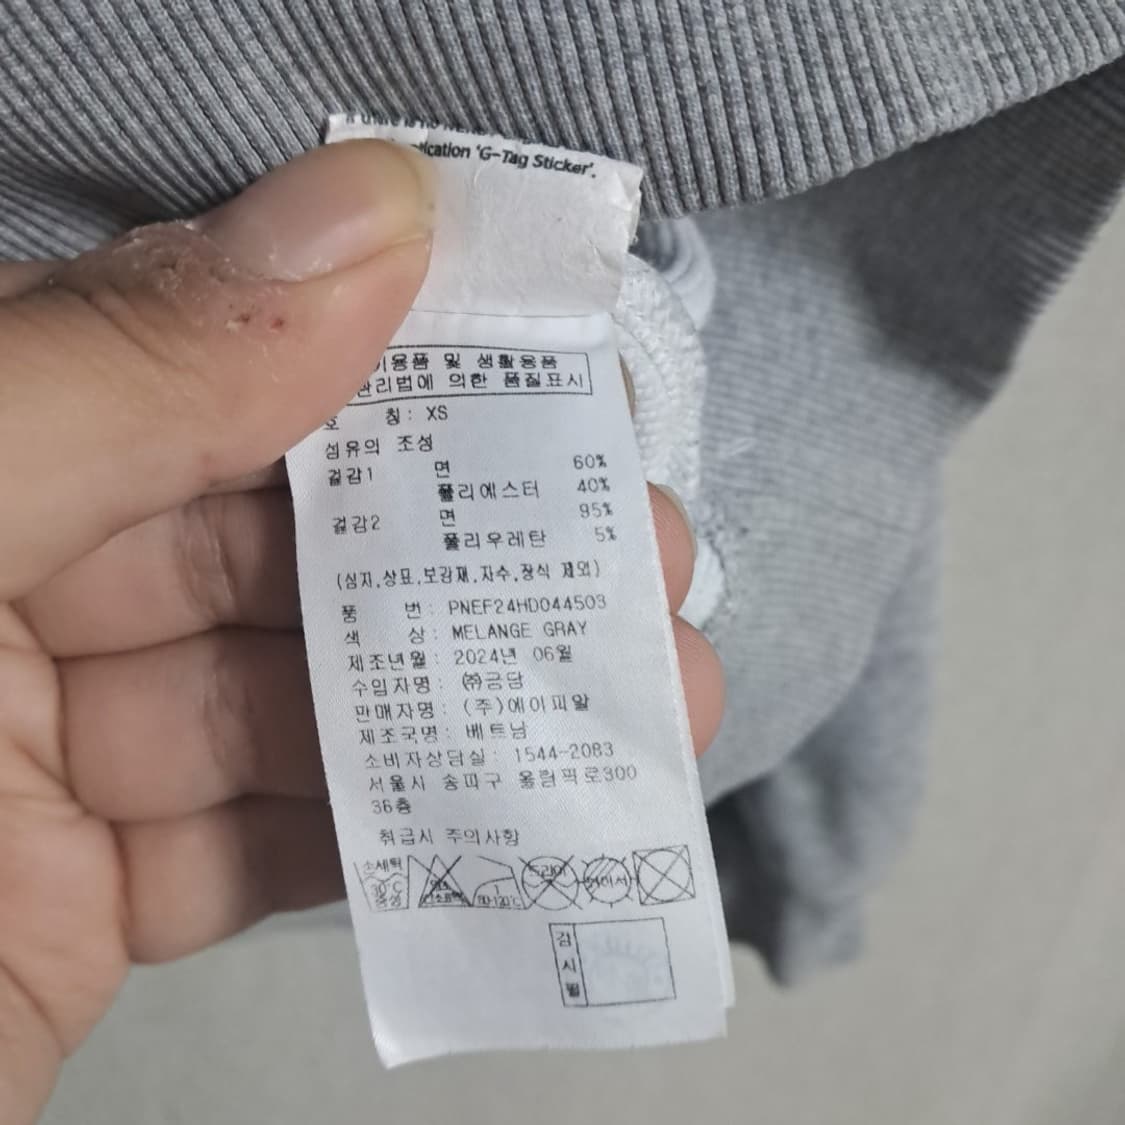 'G-Tag Sticker'.
이용품 및 생활용품
관리법에 의한 품질표시
호 칭: XS
섬유의 조성
겉감1 면 60%
폴리에스터 40%
겉감2 면 95%
폴리우레탄 5%
(심지,상표,보강재,자수,장식 제외)
품 번: PNEF24HD044503
색 상: MELANGE GRAY
제조년월: 2024년 06월
수입자명: ㈜금담
판매자명: (주)에이피알
제조국명: 베트남
소비자상담실: 1544-2083
서울시 송파구 올림픽로300
36층
취급시 주의사항
손세탁 30°C 중성
드라이
검사필